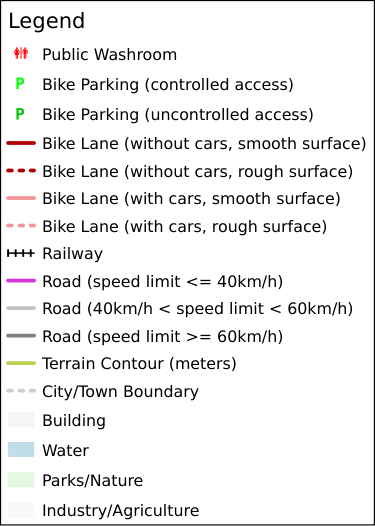 Legend
Public Washroom
P Bike Parking (controlled access)
P Bike Parking (uncontrolled access)
Bike Lane (without cars, smooth surface)
Bike Lane (without cars, rough surface)
Bike Lane (with cars, smooth surface)
Bike Lane (with cars, rough surface)
Railway
Road (speed limit <= 40km/h)
Road (40km/h < speed limit < 60km/h)
Road (speed limit >= 60km/h)
Terrain Contour (meters)
City/Town Boundary
Building
Water
Parks/Nature
Industry/Agriculture